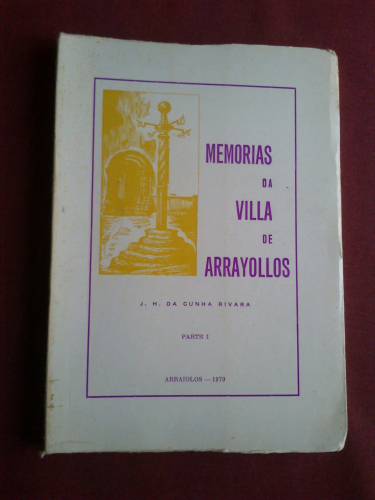 MEMORIAS
DA
VILLA
DE
ARRAYOLLOS
J. H. DA CUNHA RIVARA
PARTE I
ARRAIOLOS — 1979